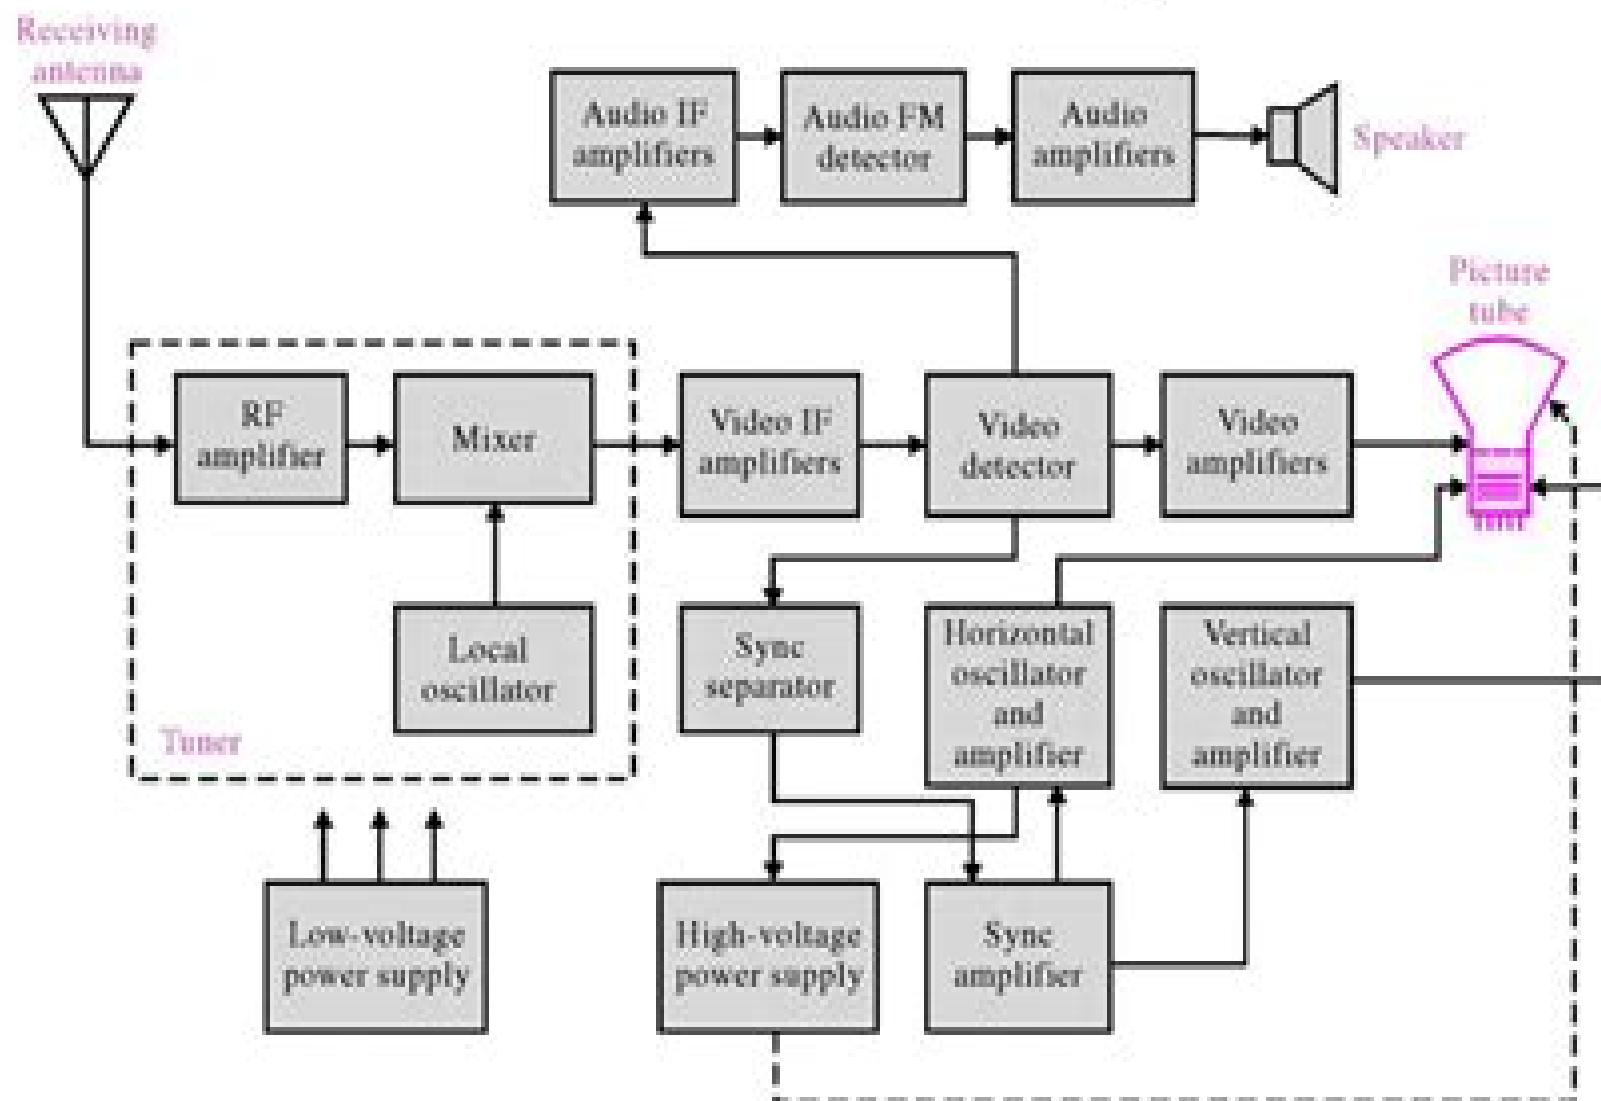 Receiving
antenna
Audio IF
amplifiers
Audio FM
detector
Audio
amplifiers
Speaker
Picture
tube
RF
amplifier
Mixer
Video IF
amplifiers
Video
detector
Video
amplifiers
Local
oscillator
Sync
separator
Horizontal
oscillator
and
amplifier
Vertical
oscillator
and
amplifier
Tuner
Low-voltage
power supply
High-voltage
power supply
Sync
amplifier